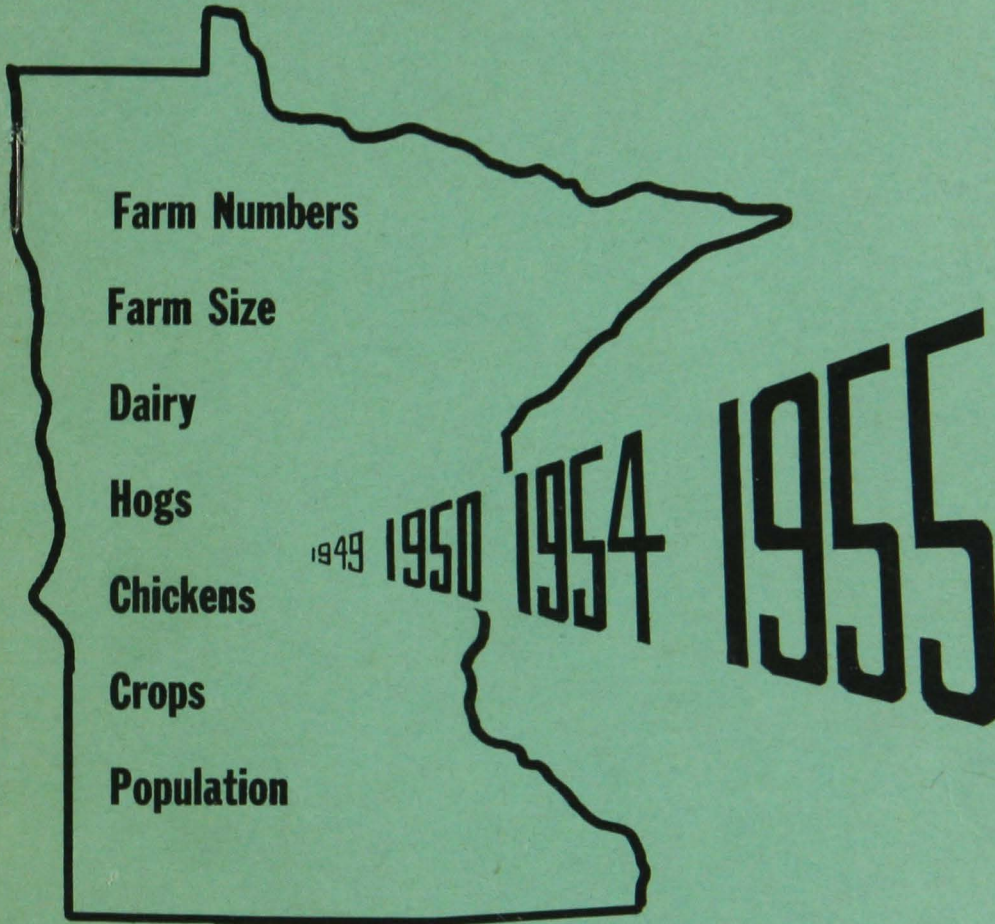 Farm Numbers
Farm Size
Dairy
Hogs
1949 1950 1954 1955
Chickens
Crops
Population